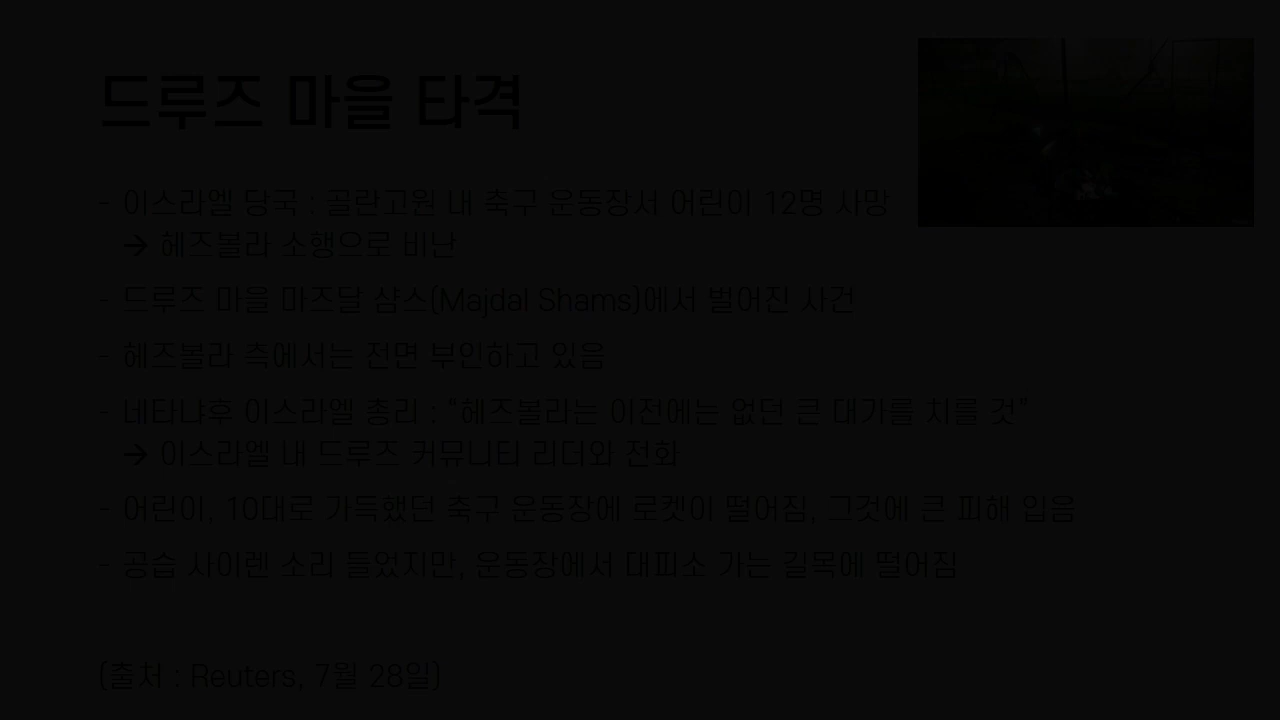 드루즈 마을 타격
- 이스라엘 당국 : 골란고원 내 축구 운동장서 어린이 12명 사망
→ 헤즈볼라 소행으로 비난
- 드루즈 마을 마즈달 샴스(Majdal Shams)에서 벌어진 사건
- 헤즈볼라 측에서는 전면 부인하고 있음
- 네타냐후 이스라엘 총리 : "헤즈볼라는 이전에는 없던 큰 대가를 치를 것"
→ 이스라엘 내 드루즈 커뮤니티 리더와 전화
- 어린이, 10대로 가득했던 축구 운동장에 로켓이 떨어짐, 그것에 큰 피해 입음
- 공습 사이렌 소리 들었지만, 운동장에서 대피소 가는 길목에 떨어짐
(출처 : Reuters, 7월 28일)